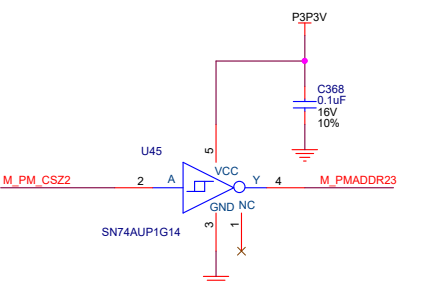 P3P3V
C368
0.1uF
16V
10%
U45
5
VCC
M_PM_CSZ2
2
A
Y
4
M_PMADDR23
GND
NC
3
1
SN74AUP1G14